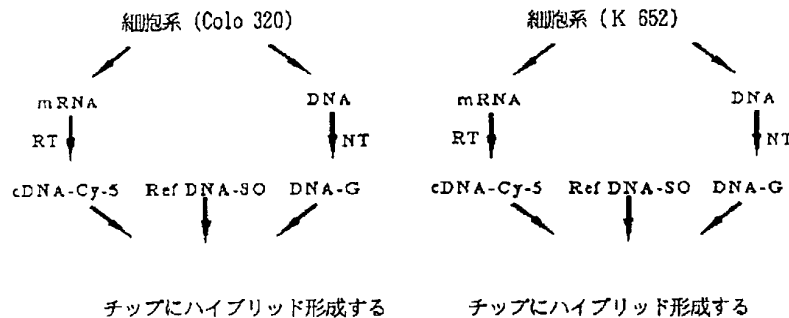 細胞系 (Colo 320)
細胞系 (K 652)
mRNA
DNA
mRNA
DNA
RT
NT
RT
NT
cDNA-Cy-5
Ref DNA-SO
DNA-G
cDNA-Cy-5
Ref DNA-SO
DNA-G
チップにハイブリッド形成する
チップにハイブリッド形成する